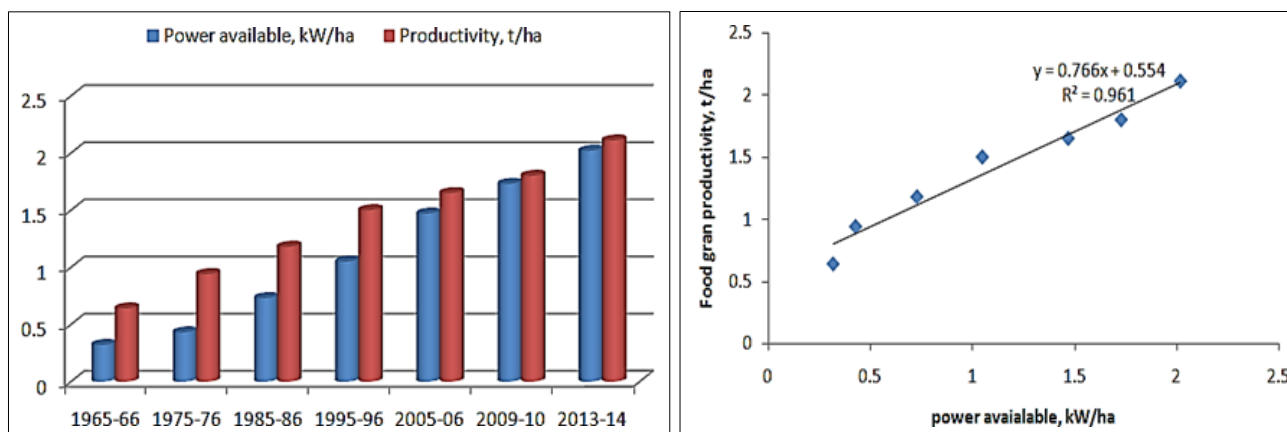 Power available, kW/ha Productivity, t/ha
2.5
2
1.5
1
0.5
0
1965-66 1975-76 1985-86 1995-96 2005-06 2009-10 2013-14
Food gran productivity, t/ha
2.5
2
1.5
1
0.5
0
y = 0.766x + 0.554
R² = 0.961
0 0.5 1 1.5 2 2.5
power avaialable, kW/ha